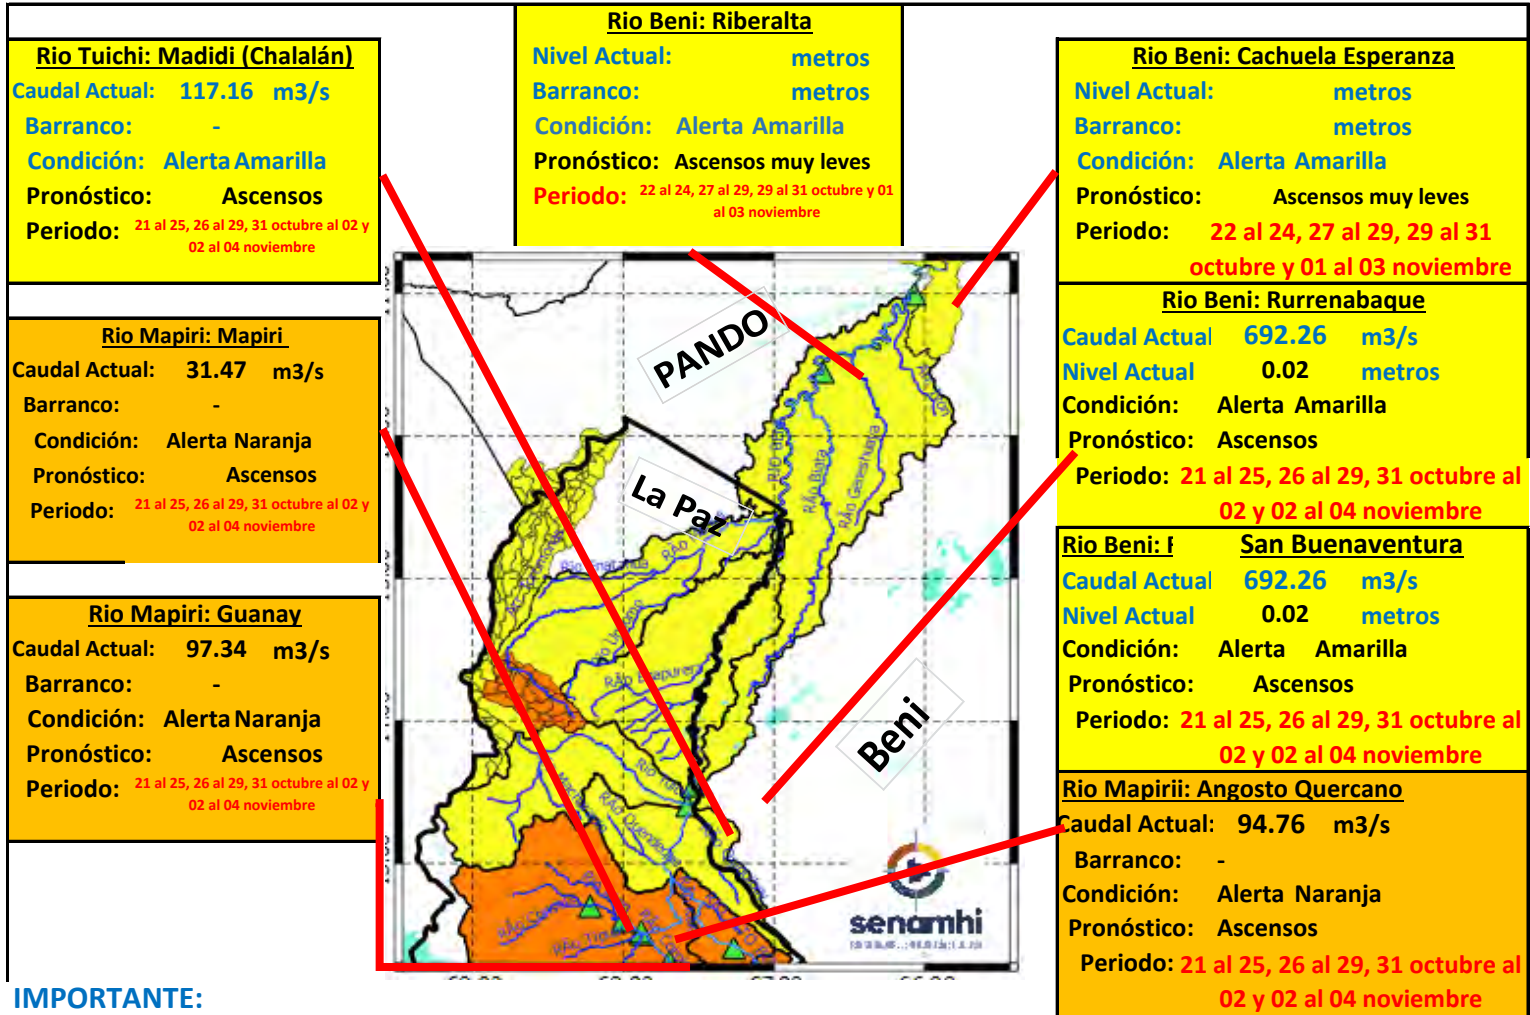 Rio Tuichi: Madidi (Chalalán)
Caudal Actual: 117.16 m3/s
Barranco: -
Condición: Alerta Amarilla
Pronóstico: Ascensos
Periodo: 21 al 25, 26 al 29, 31 octubre al 02 y
02 al 04 noviembre
Rio Mapiri: Mapiri
Caudal Actual: 31.47 m3/s
Barranco: -
Condición: Alerta Naranja
Pronóstico: Ascensos
Periodo: 21 al 25, 26 al 29, 31 octubre al 02 y
02 al 04 noviembre
Rio Mapiri: Guanay
Caudal Actual: 97.34 m3/s
Barranco: -
Condición: Alerta Naranja
Pronóstico: Ascensos
Periodo: 21 al 25, 26 al 29, 31 octubre al 02 y
02 al 04 noviembre
IMPORTANTE:
Rio Beni: Riberalta
Nivel Actual: metros
Barranco: metros
Condición: Alerta Amarilla
Pronóstico: Ascensos muy leves
Periodo: 22 al 24, 27 al 29, 29 al 31 octubre y 01
al 03 noviembre
PANDO
La Paz
Beni
senamhi
Rio Beni: Cachuela Esperanza
Nivel Actual: metros
Barranco: metros
Condición: Alerta Amarilla
Pronóstico: Ascensos muy leves
Periodo: 22 al 24, 27 al 29, 29 al 31
octubre y 01 al 03 noviembre
Rio Beni: Rurrenabaque
Caudal Actual 692.26 m3/s
Nivel Actual 0.02 metros
Condición: Alerta Amarilla
Pronóstico: Ascensos
Periodo: 21 al 25, 26 al 29, 31 octubre al
02 y 02 al 04 noviembre
Rio Beni: San Buenaventura
Caudal Actual 692.26 m3/s
Nivel Actual 0.02 metros
Condición: Alerta Amarilla
Pronóstico: Ascensos
Periodo: 21 al 25, 26 al 29, 31 octubre al
02 y 02 al 04 noviembre
Rio Mapirii: Angosto Quercano
Caudal Actual: 94.76 m3/s
Barranco: -
Condición: Alerta Naranja
Pronóstico: Ascensos
Periodo: 21 al 25, 26 al 29, 31 octubre al
02 y 02 al 04 noviembre